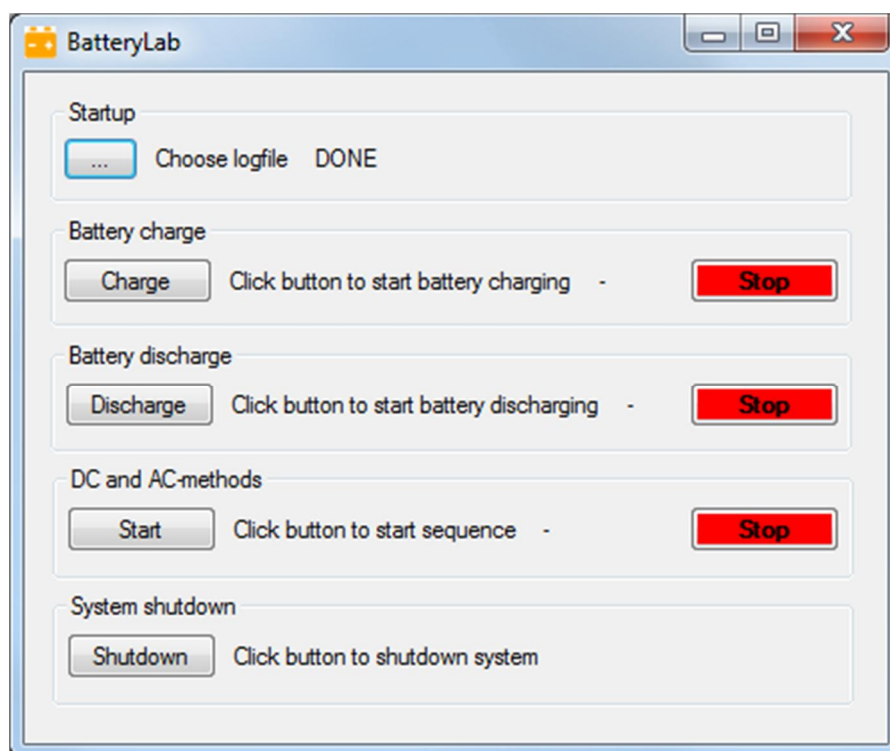 BatteryLab
Startup
... Choose logfile DONE
Battery charge
Charge Click button to start battery charging - Stop
Battery discharge
Discharge Click button to start battery discharging - Stop
DC and AC-methods
Start Click button to start sequence - Stop
System shutdown
Shutdown Click button to shutdown system